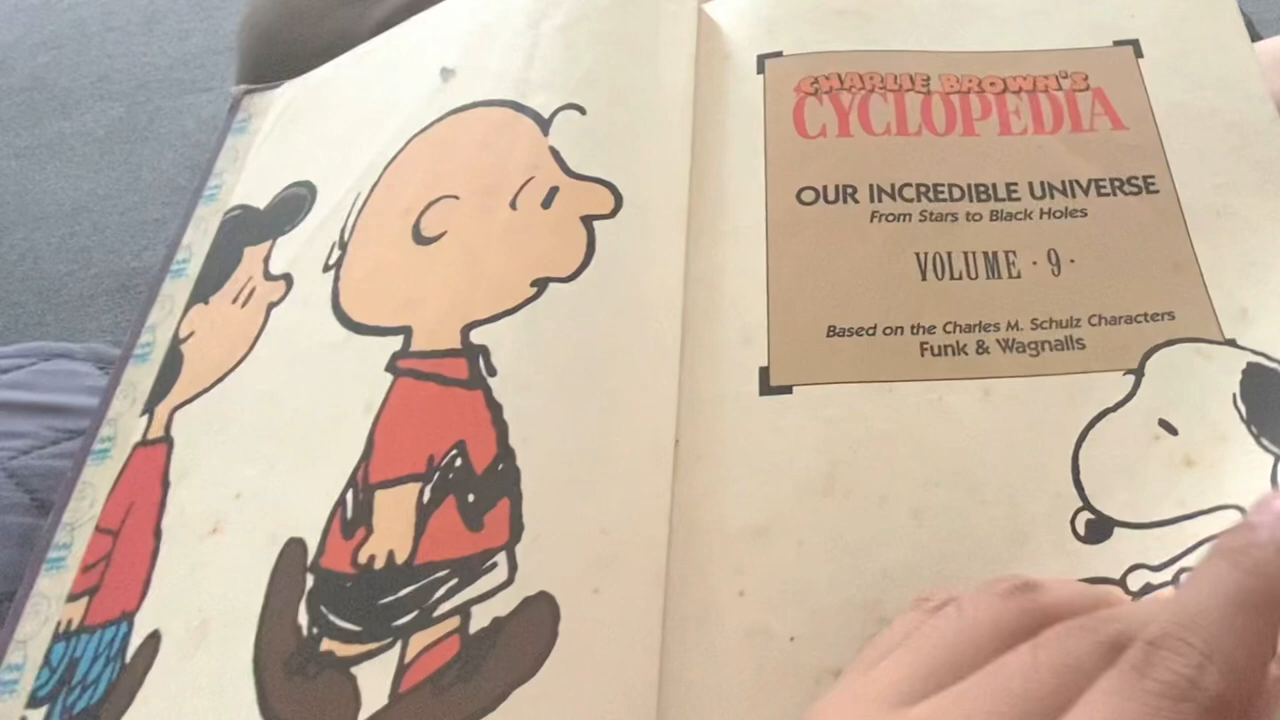 CHARLIE BROWN'S
CYCLOPEDIA
OUR INCREDIBLE UNIVERSE
From Stars to Black Holes
VOLUME · 9 ·
Based on the Charles M. Schulz Characters
Funk & Wagnalls